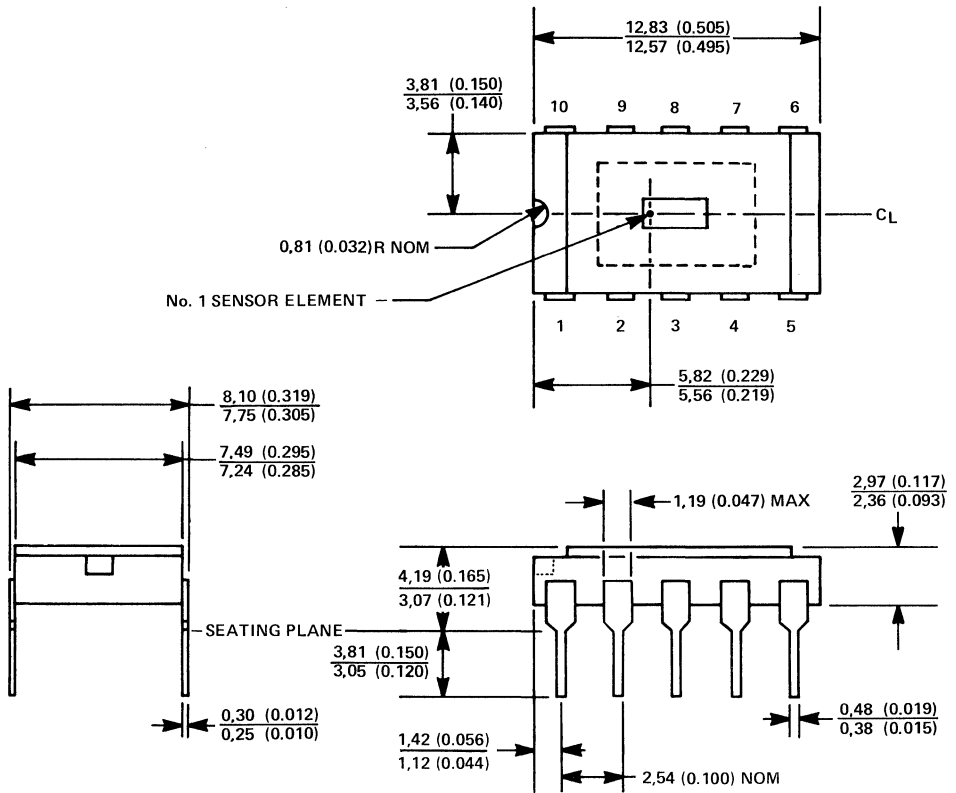 12,83 (0.505)
12,57 (0.495)
3,81 (0.150)
3,56 (0.140)
10 9 8 7 6
CL
0,81 (0.032)R NOM
No. 1 SENSOR ELEMENT
1 2 3 4 5
5,82 (0.229)
5,56 (0.219)
8,10 (0.319)
7,75 (0.305)
7,49 (0.295)
7,24 (0.285)
1,19 (0.047) MAX
2,97 (0.117)
2,36 (0.093)
4,19 (0.165)
3,07 (0.121)
SEATING PLANE
3,81 (0.150)
3,05 (0.120)
0,30 (0.012)
0,25 (0.010)
1,42 (0.056)
1,12 (0.044)
0,48 (0.019)
0,38 (0.015)
2,54 (0.100) NOM